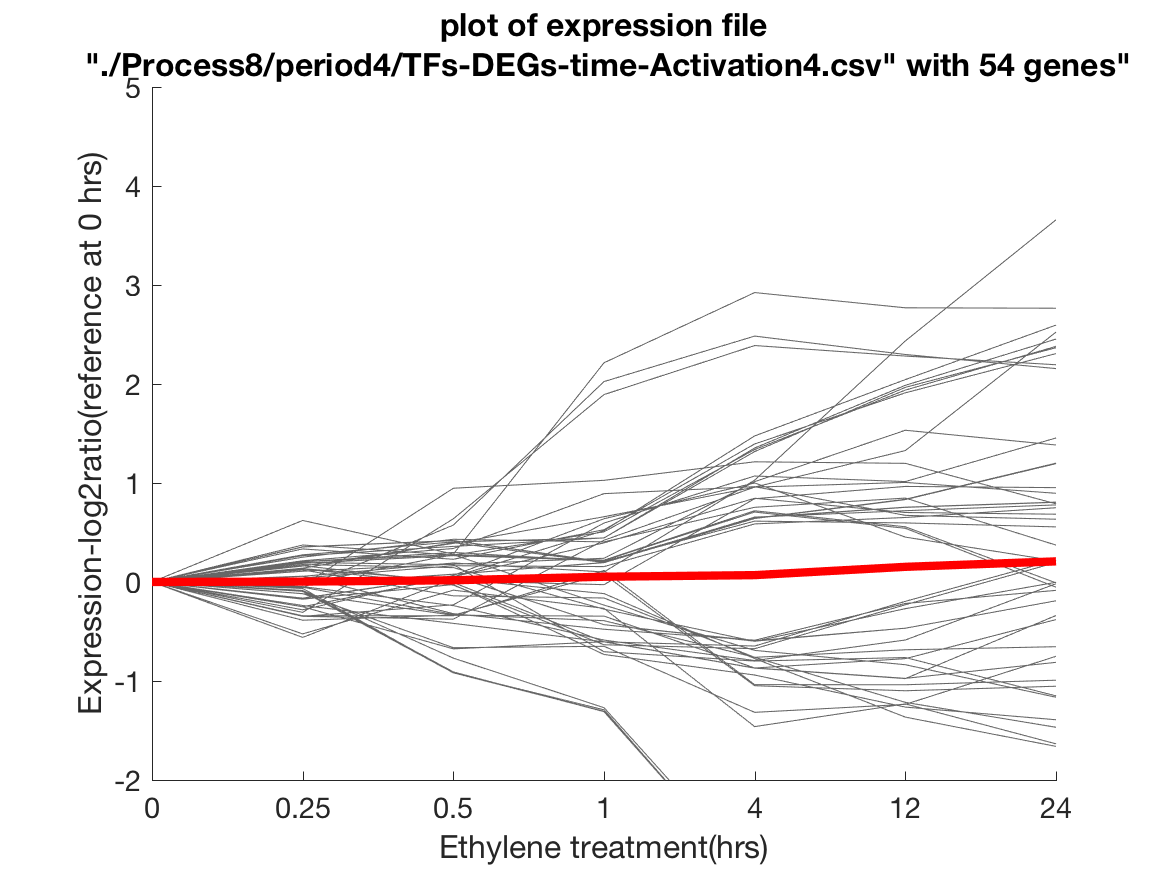 plot of expression file
"./Process8/period4/TFs-DEGs-time-Activation4.csv" with 54 genes"
5
4
3
2
1
0
-1
-2
Expression-log2ratio(reference at 0 hrs)
0 0.25 0.5 1 4 12 24
Ethylene treatment(hrs)